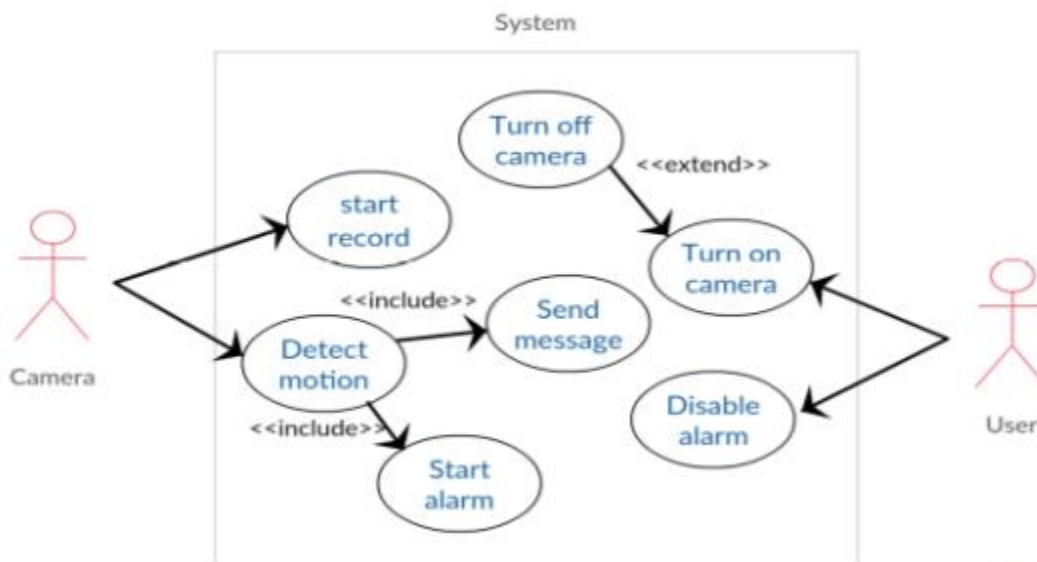 System
Turn off
camera
<<extend>>
start
record
Turn on
camera
<<include>>
Send
message
Detect
motion
Camera
Disable
alarm
User
<<include>>
Start
alarm